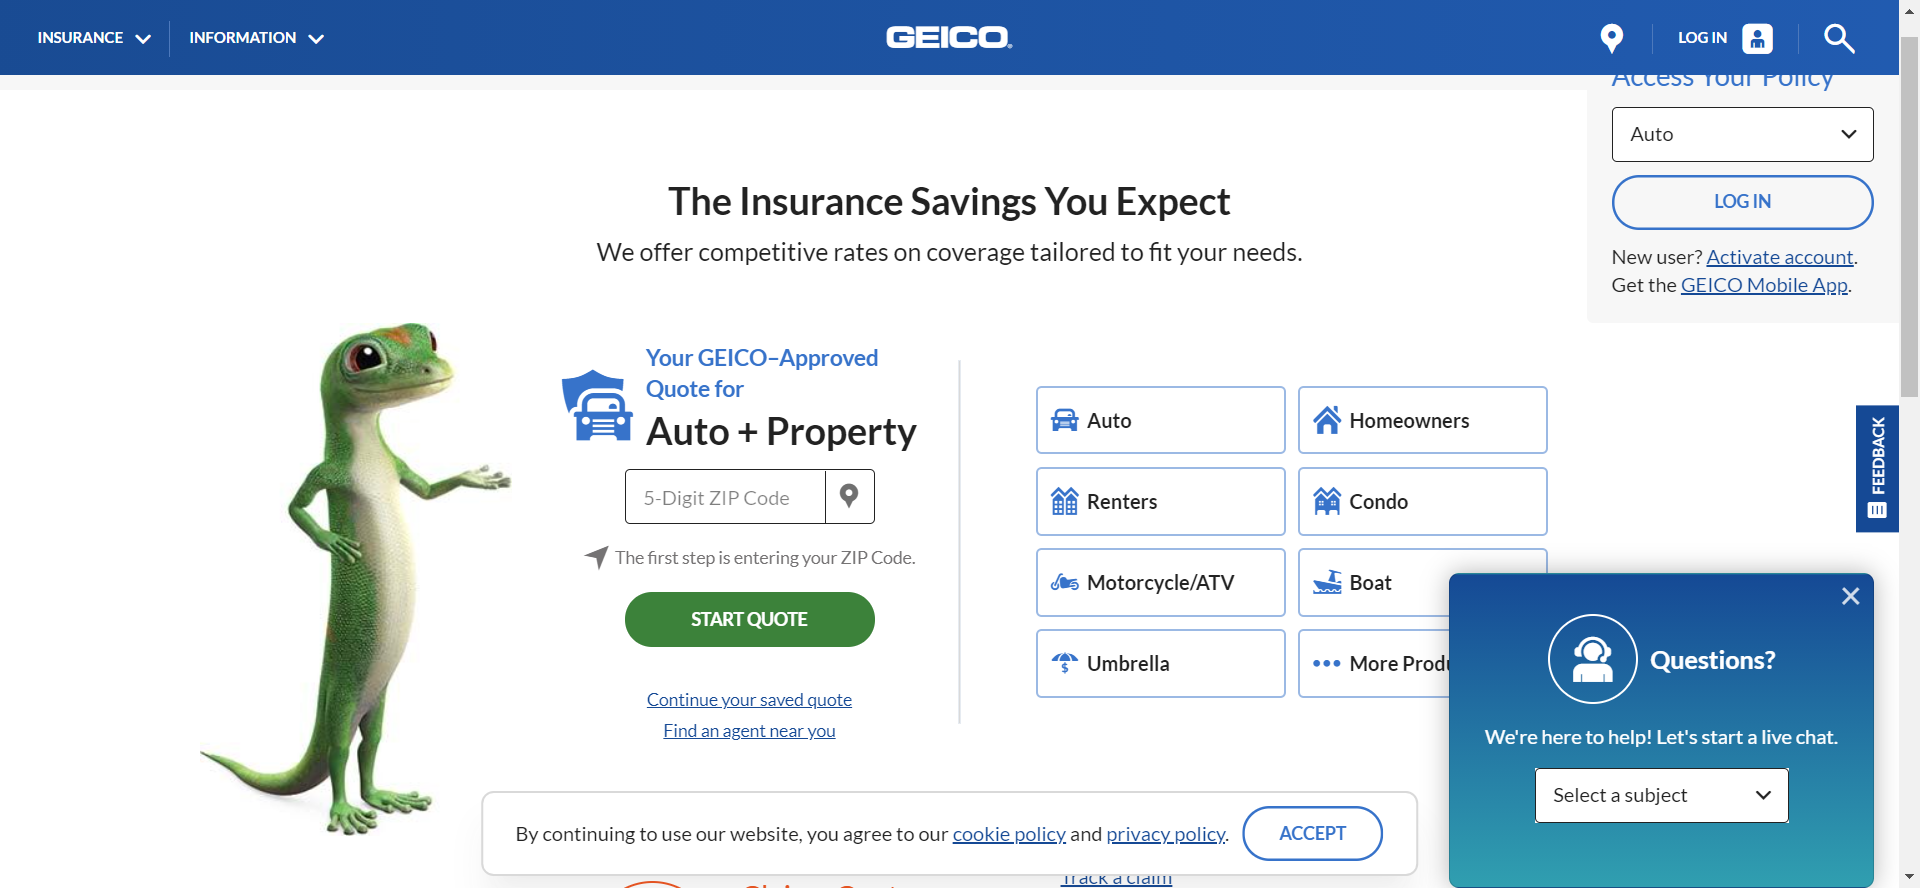 INSURANCE
INFORMATION
GEICO
LOG IN
Access Your Policy
Auto
LOG IN
New user? Activate account.
Get the GEICO Mobile App.
The Insurance Savings You Expect
We offer competitive rates on coverage tailored to fit your needs.
Your GEICO–Approved
Quote for
Auto + Property
5-Digit ZIP Code
The first step is entering your ZIP Code.
START QUOTE
Continue your saved quote
Find an agent near you
Auto
Homeowners
Renters
Condo
Motorcycle/ATV
Boat
Umbrella
More
FEEDBACK
Questions?
We're here to help! Let's start a live chat.
Select a subject
By continuing to use our website, you agree to our cookie policy and privacy policy.
ACCEPT
Track a claim